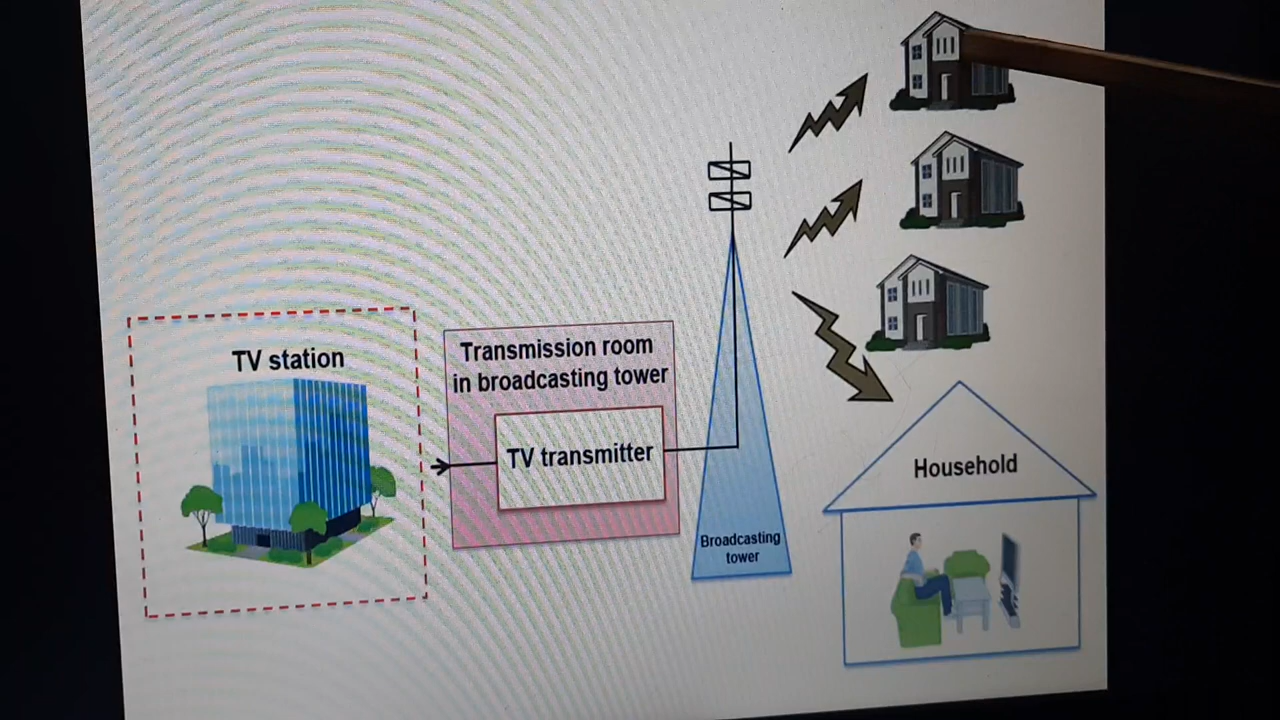 TV station
Transmission room
in broadcasting tower
TV transmitter
Broadcasting
tower
Household